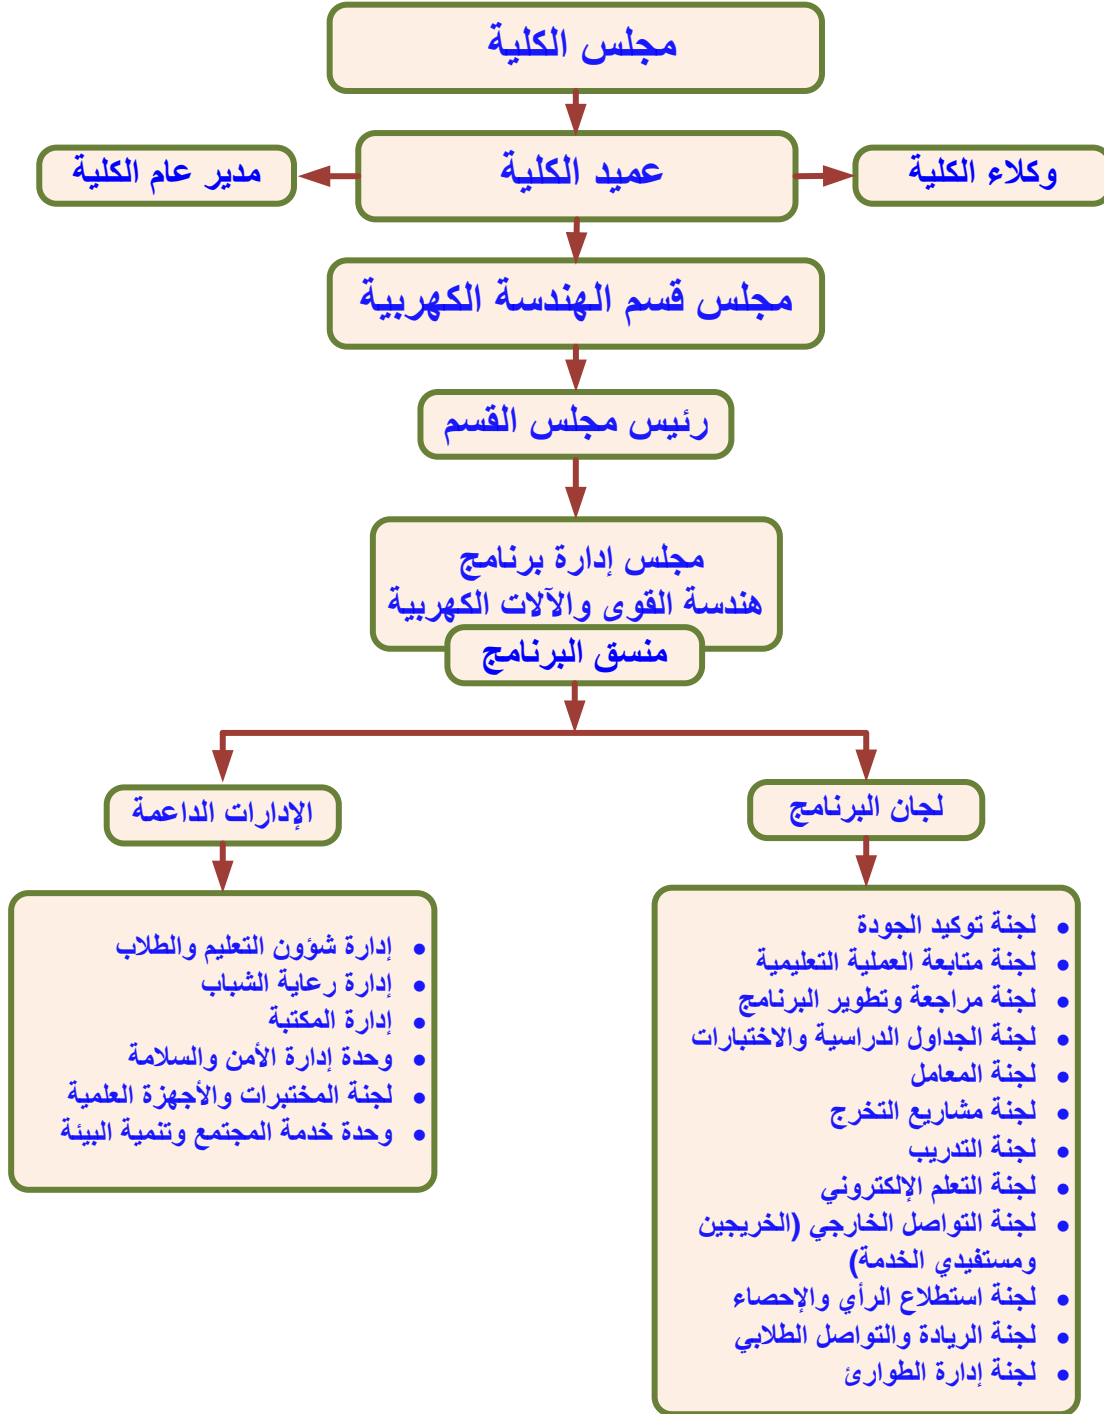 مجلس الكلية
وكلاء الكلية
عميد الكلية
مدير عام الكلية
مجلس قسم الهندسة الكهربية
رئيس مجلس القسم
مجلس إدارة برنامج
هندسة القوى والآلات الكهربية
منسق البرنامج
لجان البرنامج
الإدارات الداعمة
• لجنة توكيد الجودة
• لجنة متابعة العملية التعليمية
• لجنة مراجعة وتطوير البرنامج
• لجنة الجداول الدراسية والاختبارات
• لجنة المعامل
• لجنة مشاريع التخرج
• لجنة التدريب
• لجنة التعلم الإلكتروني
• لجنة التواصل الخارجي (الخريجين
ومستفيدي الخدمة)
• لجنة استطلاع الرأي والإحصاء
• لجنة الريادة والتواصل الطلابي
• لجنة إدارة الطوارئ
• إدارة شؤون التعليم والطلاب
• إدارة رعاية الشباب
• إدارة المكتبة
• وحدة إدارة الأمن والسلامة
• لجنة المختبرات والأجهزة العلمية
• وحدة خدمة المجتمع وتنمية البيئة